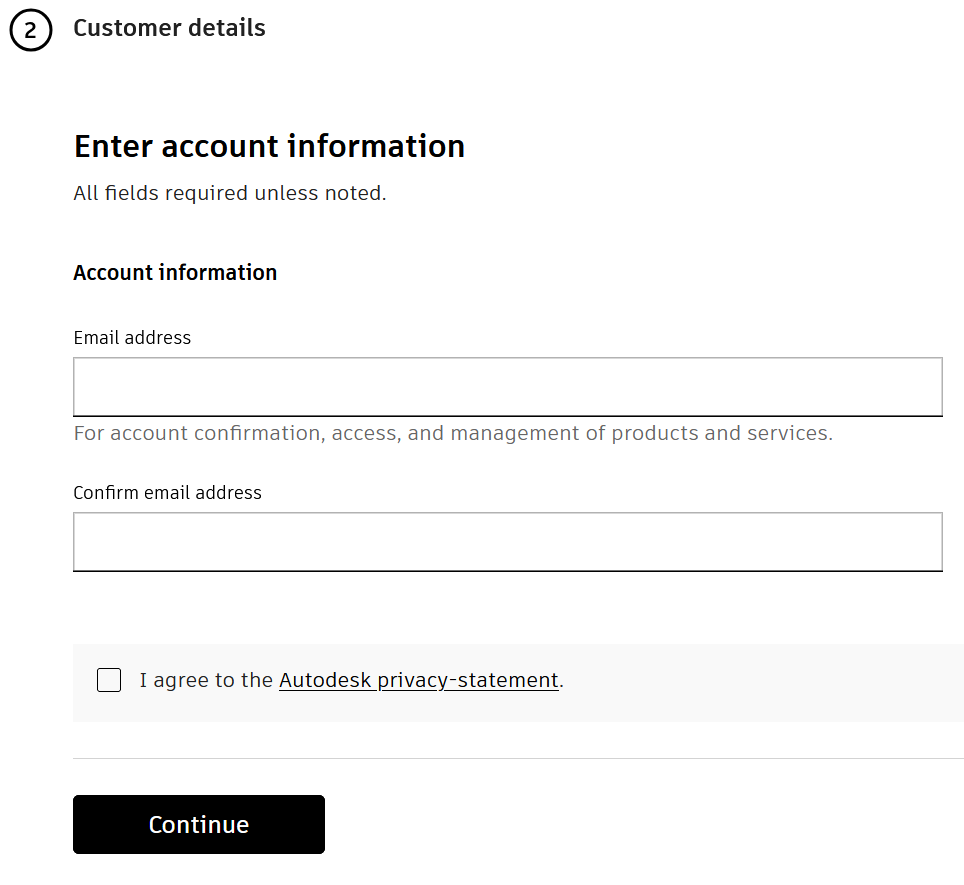 2 Customer details
Enter account information
All fields required unless noted.
Account information
Email address
For account confirmation, access, and management of products and services.
Confirm email address
I agree to the Autodesk privacy-statement.
Continue